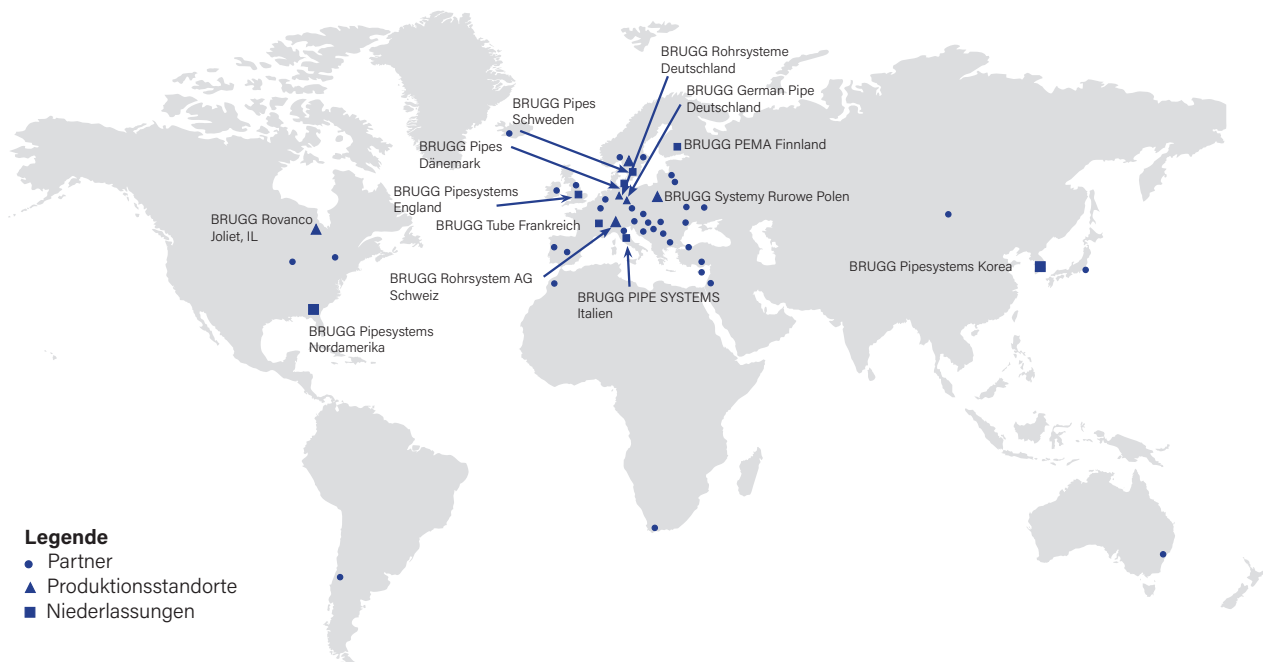 BRUGG Rohrsysteme
Deutschland
BRUGG German Pipe
Deutschland
BRUGG Pipes
Schweden
BRUGG Pipes
Dänemark
BRUGG PEMA Finnland
BRUGG Pipesystems
England
BRUGG Systemy Rurowe Polen
BRUGG Rovanco
Joliet, IL
BRUGG Tube Frankreich
BRUGG Rohrsystem AG
Schweiz
BRUGG PIPE SYSTEMS
Italien
BRUGG Pipesystems Korea
BRUGG Pipesystems
Nordamerika
Legende
Partner
Produktionsstandorte
Niederlassungen